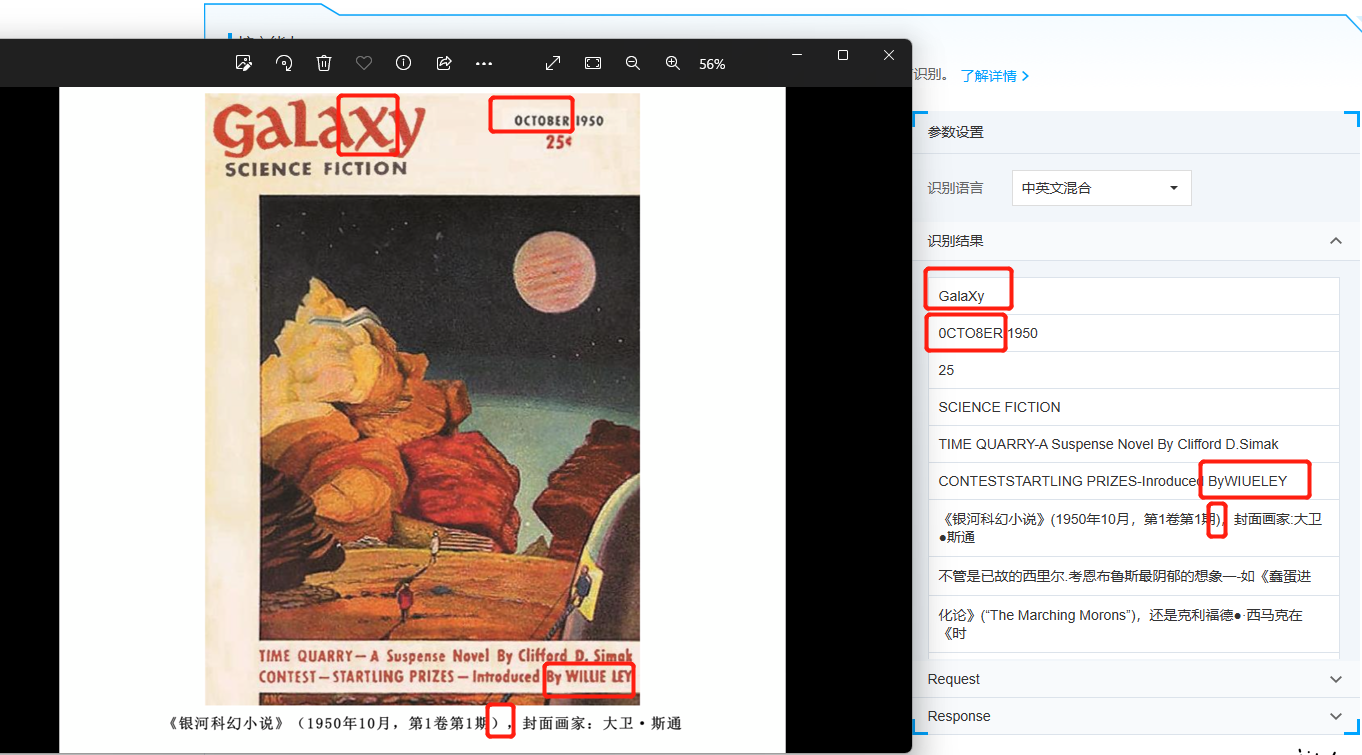 56%
Galaxy
OCTOBER 1950
25¢
SCIENCE FICTION
TIME QUARRY — A Suspense Novel By Clifford D. Simak
CONTEST — STARTLING PRIZES — Introduced By WILLIE LEY
《银河科幻小说》（1950年10月，第1卷第1期），封面画家：大卫·斯通
识别。 了解详情 >
参数设置
识别语言 中英文混合
识别结果
GalaXy
0CTO8ER 1950
25
SCIENCE FICTION
TIME QUARRY-A Suspense Novel By Clifford D.Simak
CONTESTSTARTLING PRIZES-Inroduced ByWIUELEY
《银河科幻小说》(1950年10月，第1卷第1期)，封面画家:大卫
●斯通
不管是已故的西里尔.考恩布鲁斯最阴郁的想象—-如《蠢蛋进
化论》(“The Marching Morons”)，还是克利福德●·西马克在
《时
Request
Response